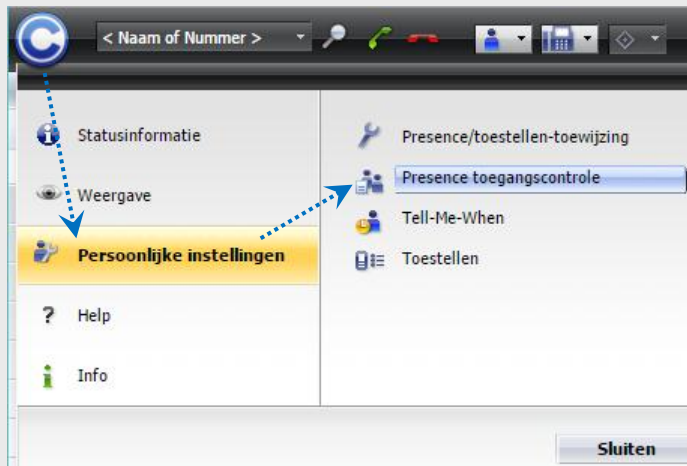 < Naam of Nummer >
Statusinformatie
Weergave
Persoonlijke instellingen
? Help
Info
Presence/toestellen-toewijzing
Presence toegangscontrole
Tell-Me-When
Toestellen
Sluiten